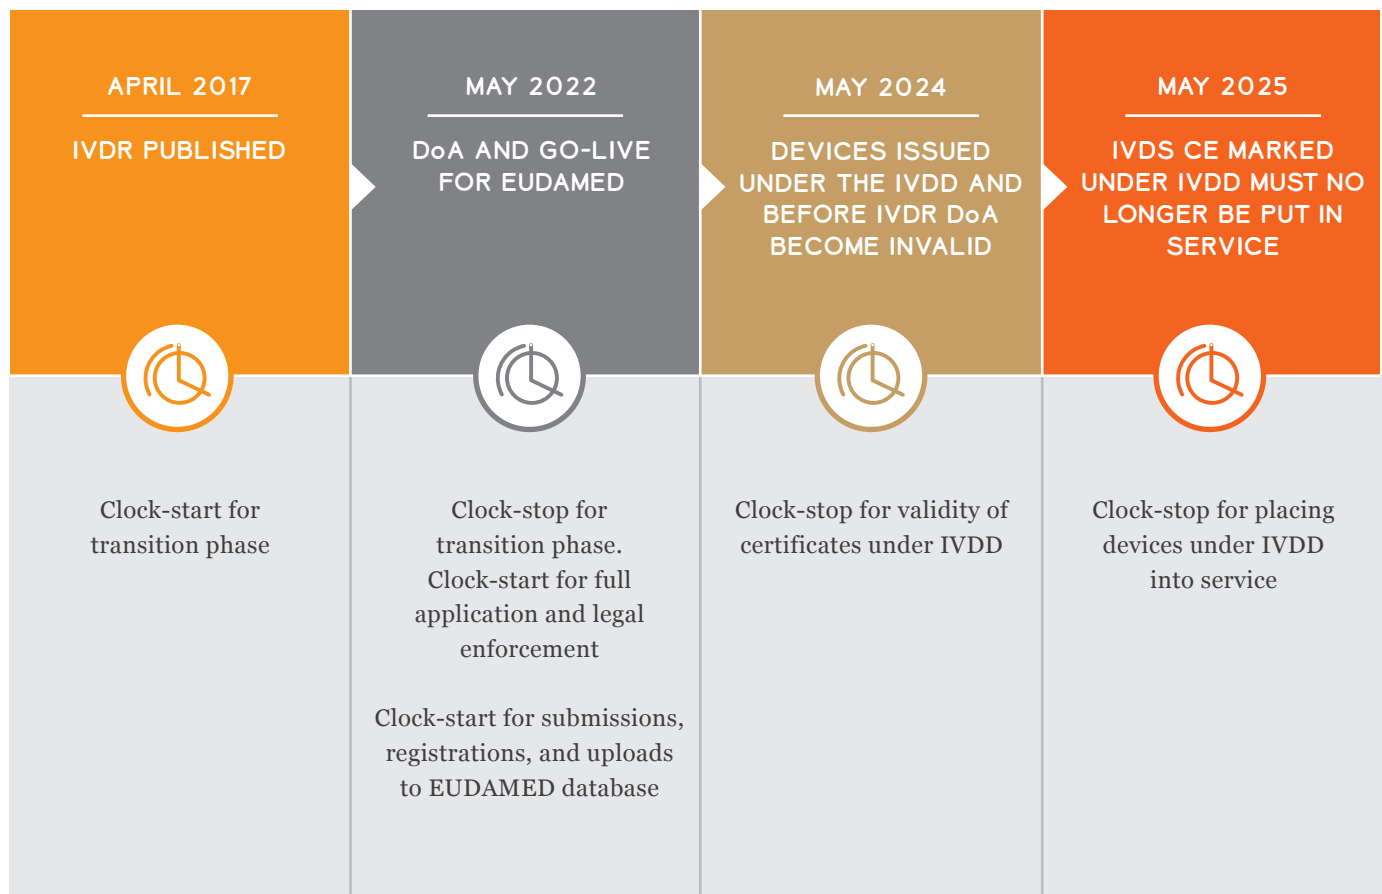 APRIL 2017
IVDR PUBLISHED
Clock-start for
transition phase
MAY 2022
DoA AND GO-LIVE
FOR EUDAMED
Clock-stop for
transition phase.
Clock-start for full
application and legal
enforcement
Clock-start for submissions,
registrations, and uploads
to EUDAMED database
MAY 2024
DEVICES ISSUED
UNDER THE IVDD AND
BEFORE IVDR DoA
BECOME INVALID
Clock-stop for validity of
certificates under IVDD
MAY 2025
IVDS CE MARKED
UNDER IVDD MUST NO
LONGER BE PUT IN
SERVICE
Clock-stop for placing
devices under IVDD
into service